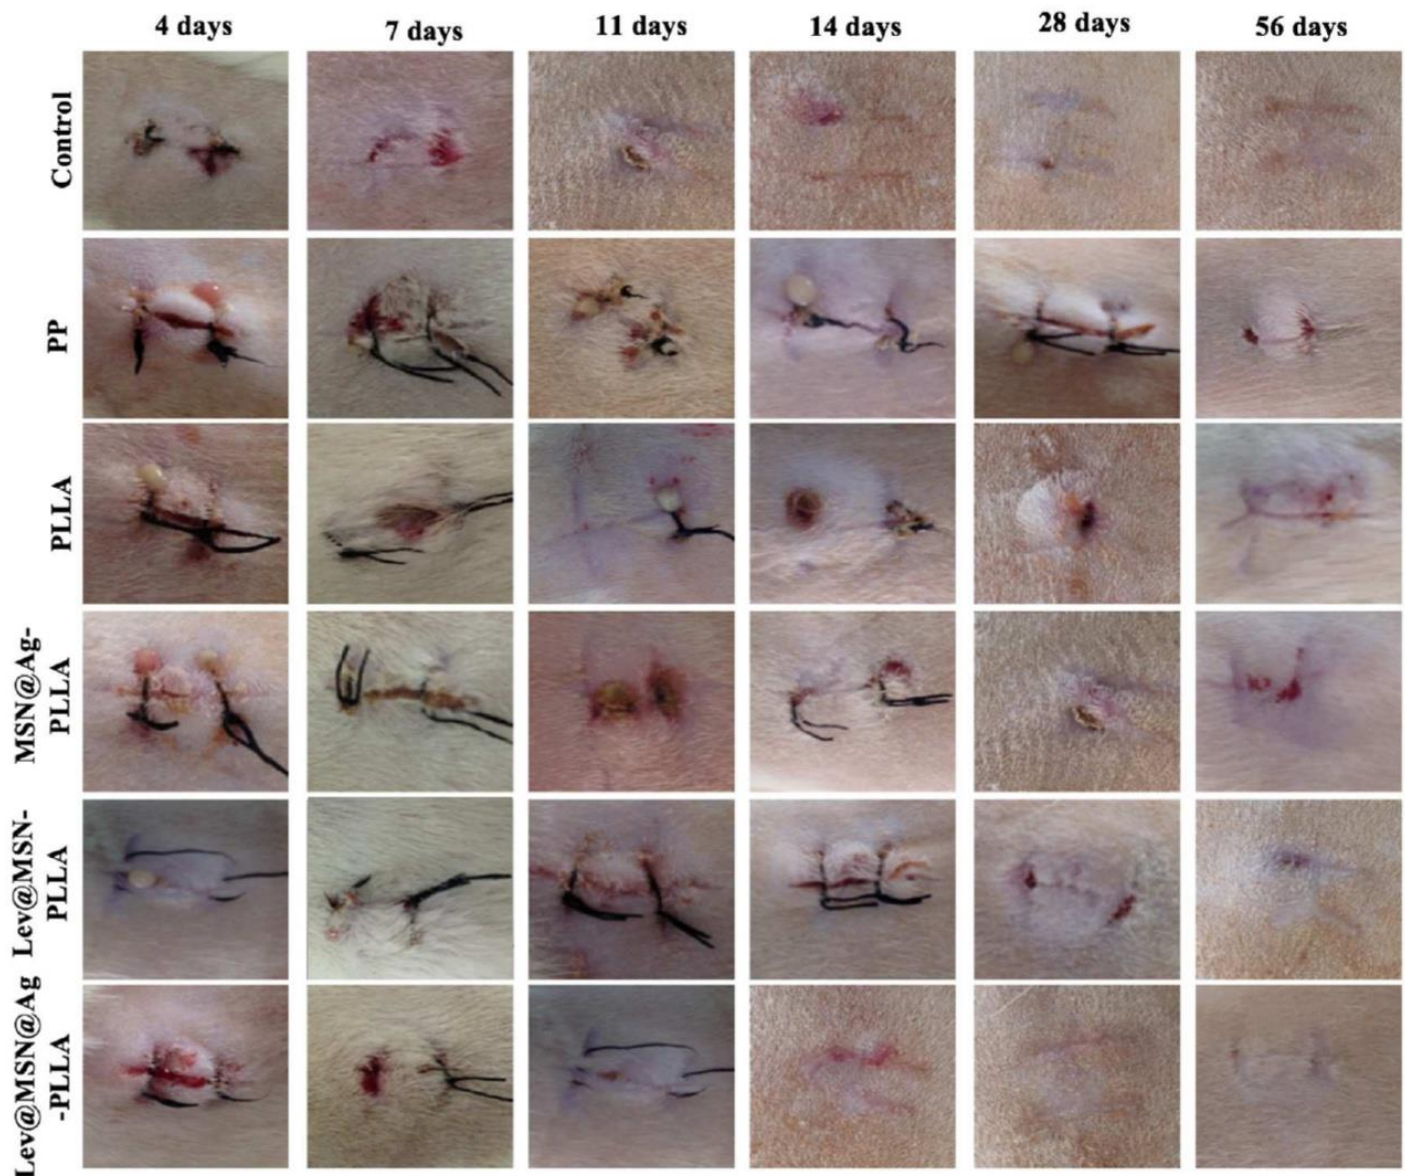 4 days 7 days 11 days 14 days 28 days 56 days
Control
PP
PLLA
MSN@Ag-
PLLA
Lev@MSN-
PLLA
Lev@MSN@Ag
-PLLA